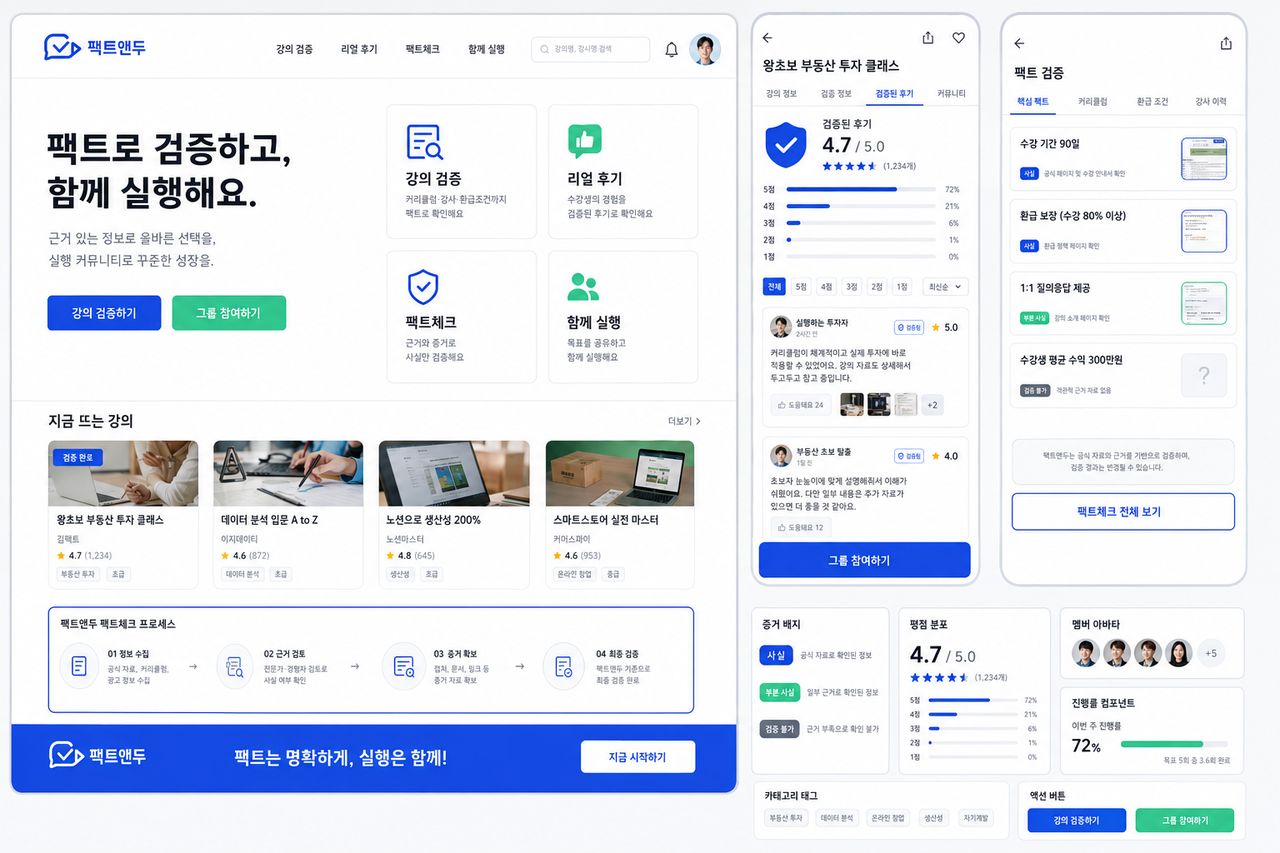 팩트앤두
강의 검증
리얼 후기
팩트체크
함께 실행
강의명, 강사명 검색
팩트로 검증하고,
함께 실행해요.
근거 있는 정보로 올바른 선택을,
실행 커뮤니티로 꾸준한 성장을.
강의 검증하기
그룹 참여하기
강의 검증
커리큘럼·강사·환급조건까지
팩트로 확인해요
리얼 후기
수강생의 경험을
검증된 후기로 확인해요
팩트체크
근거와 증거로
사실만 검증해요
함께 실행
목표를 공유하고
함께 실행해요
지금 뜨는 강의
더보기
검증 완료
왕초보 부동산 투자 클래스
김팩트
4.7 (1,234)
부동산 투자
초급
데이터 분석 입문 A to Z
이지데이티
4.6 (872)
데이터 분석
초급
노션으로 생산성 200%
노션마스터
4.8 (645)
생산성
초급
스마트스토어 실전 마스터
커머스파이
4.6 (953)
온라인 창업
중급
팩트앤두 팩트체크 프로세스
01 정보 수집
공식 자료, 커리큘럼,
광고 정보 수집
02 근거 검토
전문가·경험자 검토로
사실 여부 확인
03 증거 확보
캡처, 문서, 링크 등
증거 자료 확보
04 최종 검증
팩트앤두 기준으로
최종 검증 완료
팩트앤두
팩트는 명확하게, 실행은 함께!
지금 시작하기
왕초보 부동산 투자 클래스
강의 정보
검증 정보
검증된 후기
커뮤니티
검증된 후기
4.7 / 5.0
(1,234개)
5점 72%
4점 21%
3점 6%
2점 1%
1점 0%
전체
5점
4점
3점
2점
1점
최신순
실행하는 투자자
2시간 전
검증됨
5.0
커리큘럼이 체계적이고 실제 투자에 바로
적용할 수 있었어요. 강의 자료도 상세해서
두고두고 참고 중입니다.
도움돼요 24
+2
부동산 초보 탈출
1일 전
검증됨
4.0
초보자 눈높이에 맞게 설명해줘서 이해가
쉬웠어요. 다만 일부 내용은 추가 자료가
있으면 더 좋을 것 같아요.
도움돼요 12
그룹 참여하기
팩트 검증
핵심 팩트
커리큘럼
환급 조건
강사 이력
수강 기간 90일
사실
공식 페이지 및 수강 안내서 확인
환급 보장 (수강 80% 이상)
사실
환급 정책 페이지 확인
1:1 질의응답 제공
부분 사실
강의 소개 페이지 확인
수강생 평균 수익 300만원
검증 불가
객관적 근거 자료 없음
?
팩트앤두는 공식 자료와 근거를 기반으로 검증하며,
검증 결과는 변경될 수 있습니다.
팩트체크 전체 보기
증거 배지
사실
공식 자료로 확인된 정보
부분 사실
일부 근거로 확인된 정보
검증 불가
근거 부족으로 확인 불가
평점 분포
4.7 / 5.0
(1,234개)
5점 72%
4점 21%
3점 6%
2점 1%
1점 0%
멤버 아바타
+5
진행률 컴포넌트
이번 주 진행률
72%
목표 5회 중 3.6회 완료
카테고리 태그
부동산 투자
데이터 분석
온라인 창업
생산성
자기계발
액션 버튼
강의 검증하기
그룹 참여하기